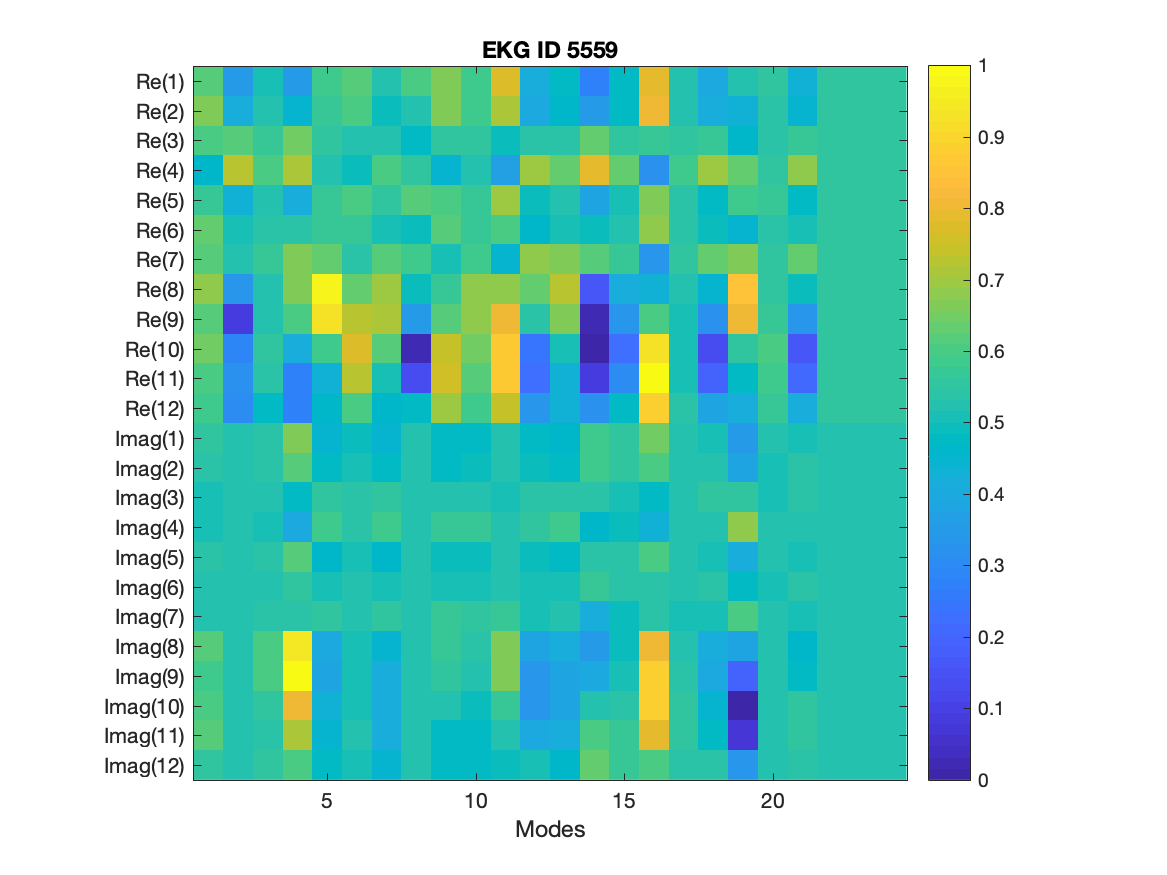 EKG ID 5559
Re(1)
Re(2)
Re(3)
Re(4)
Re(5)
Re(6)
Re(7)
Re(8)
Re(9)
Re(10)
Re(11)
Re(12)
Imag(1)
Imag(2)
Imag(3)
Imag(4)
Imag(5)
Imag(6)
Imag(7)
Imag(8)
Imag(9)
Imag(10)
Imag(11)
Imag(12)
5 10 15 20
Modes
1
0.9
0.8
0.7
0.6
0.5
0.4
0.3
0.2
0.1
0